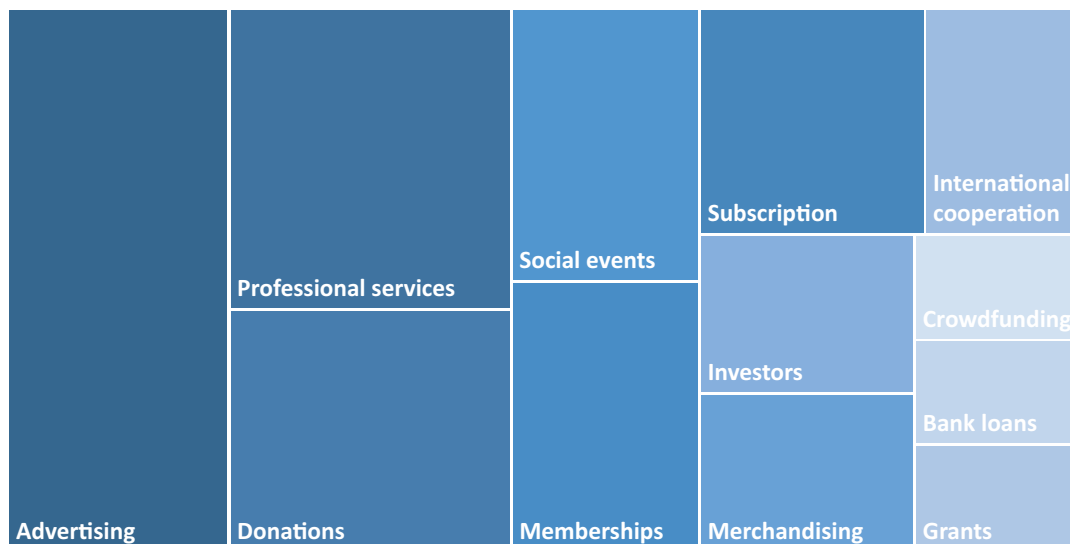 Advertising
Professional services
Donations
Social events
Memberships
Subscription
International
cooperation
Investors
Merchandising
Crowdfunding
Bank loans
Grants